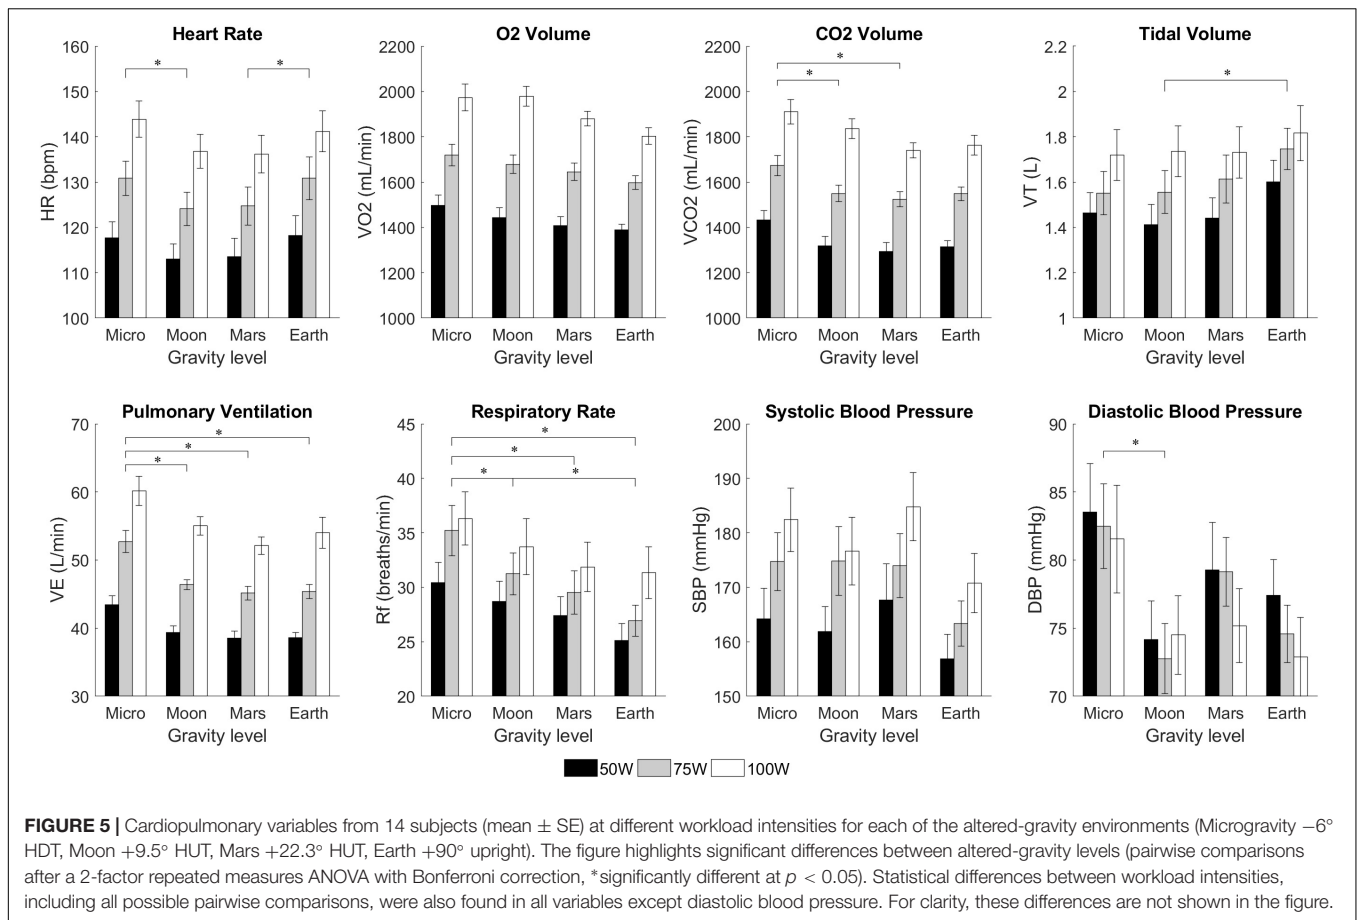 Heart Rate
160
150
140
130
120
110
100
HR (bpm)
*
*
Micro Moon Mars Earth
Gravity level
O2 Volume
2200
2000
1800
1600
1400
1200
1000
VO2 (mL/min)
Micro Moon Mars Earth
Gravity level
CO2 Volume
2200
2000
1800
1600
1400
1200
1000
VCO2 (mL/min)
*
*
Micro Moon Mars Earth
Gravity level
Tidal Volume
2.2
2
1.8
1.6
1.4
1.2
1
VT (L)
*
Micro Moon Mars Earth
Gravity level
Pulmonary Ventilation
70
60
50
40
30
VE (L/min)
*
*
*
Micro Moon Mars Earth
Gravity level
Respiratory Rate
45
40
35
30
25
20
Rf (breaths/min)
*
*
*
*
Micro Moon Mars Earth
Gravity level
Systolic Blood Pressure
200
190
180
170
160
150
SBP (mmHg)
Micro Moon Mars Earth
Gravity level
Diastolic Blood Pressure
90
85
80
75
70
DBP (mmHg)
*
Micro Moon Mars Earth
Gravity level
50W 75W 100W
FIGURE 5 | Cardiopulmonary variables from 14 subjects (mean ± SE) at different workload intensities for each of the altered-gravity environments (Microgravity −6°
HDT, Moon +9.5° HUT, Mars +22.3° HUT, Earth +90° upright). The figure highlights significant differences between altered-gravity levels (pairwise comparisons
after a 2-factor repeated measures ANOVA with Bonferroni correction, *significantly different at p < 0.05). Statistical differences between workload intensities,
including all possible pairwise comparisons, were also found in all variables except diastolic blood pressure. For clarity, these differences are not shown in the figure.